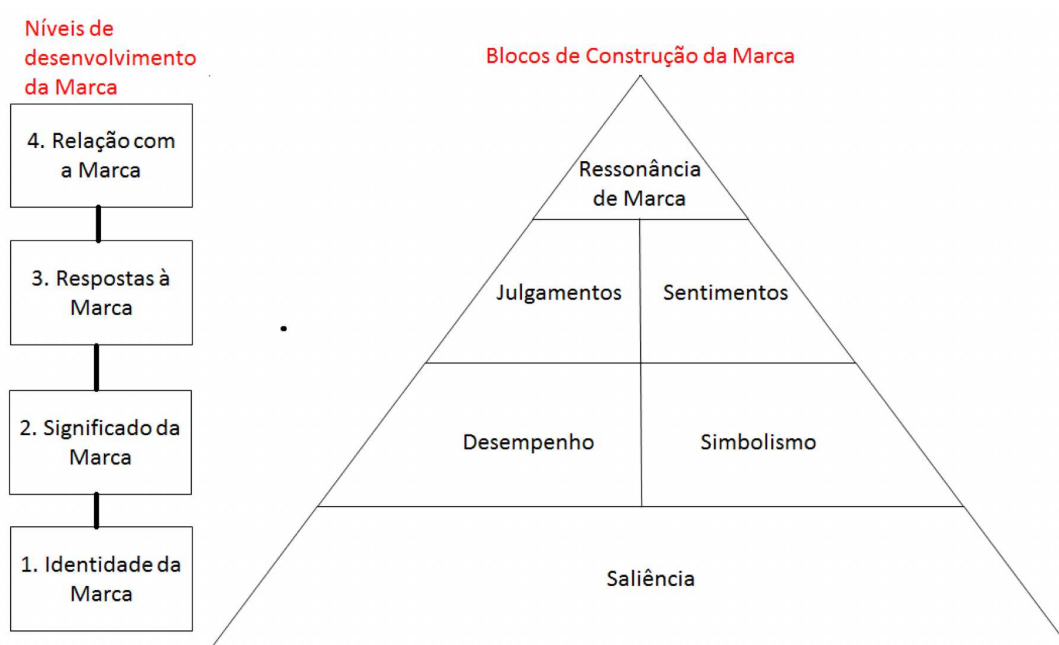 Níveis de
desenvolvimento
da Marca
4. Relação com
a Marca
3. Respostas à
Marca
2. Significado da
Marca
1. Identidade da
Marca
Blocos de Construção da Marca
Ressonância
de Marca
Julgamentos
Sentimentos
Desempenho
Simbolismo
Saliência